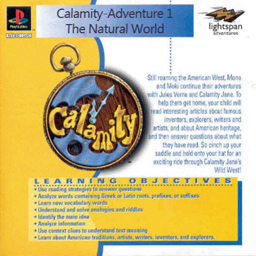 Calamity-Adventure 1
The Natural World
PlayStation
lightspan
adventures
Calamity
Still roaming the American West, Mono
and Moki continue their adventures
with Jules Verne and Calamity Jane. To
help them get home, your child will
read interesting articles about famous
inventors, explorers, writers and
artists, and about American heritage,
and then answer questions about what
they have read. So cinch up your
saddle and hold onto your hat for an
exciting ride through Calamity Jane's
Wild West!
LEARNING OBJECTIVES
• Use reading strategies to answer questions
• Analyze words containing Greek or Latin roots, prefixes, or suffixes
• Learn new vocabulary words
• Understand and solve analogies and riddles
• Identify the main idea
• Analyze information
• Use context clues to understand text meaning
• Learn about American traditions, artists, writers, inventors, and explorers.